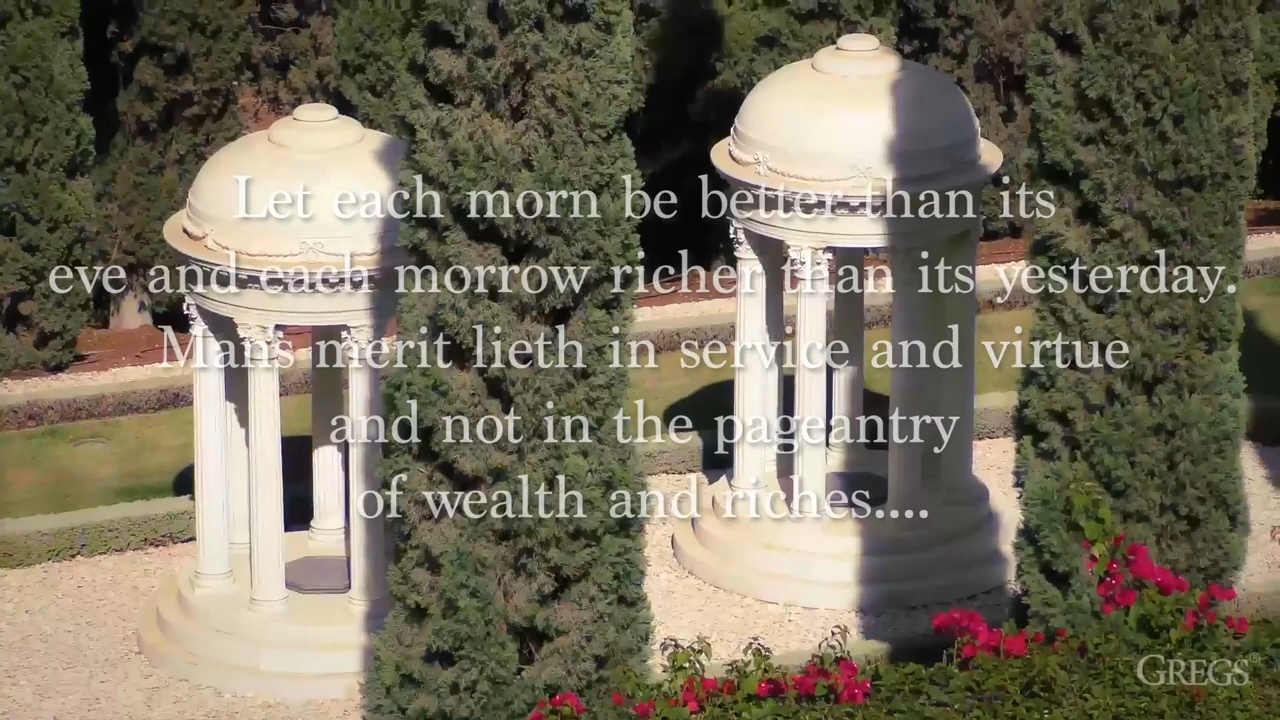 Let each morn be better than its
eve and each morrow richer than its yesterday.
Mans merit lieth in service and virtue
and not in the pageantry
of wealth and riches....
GREGS®